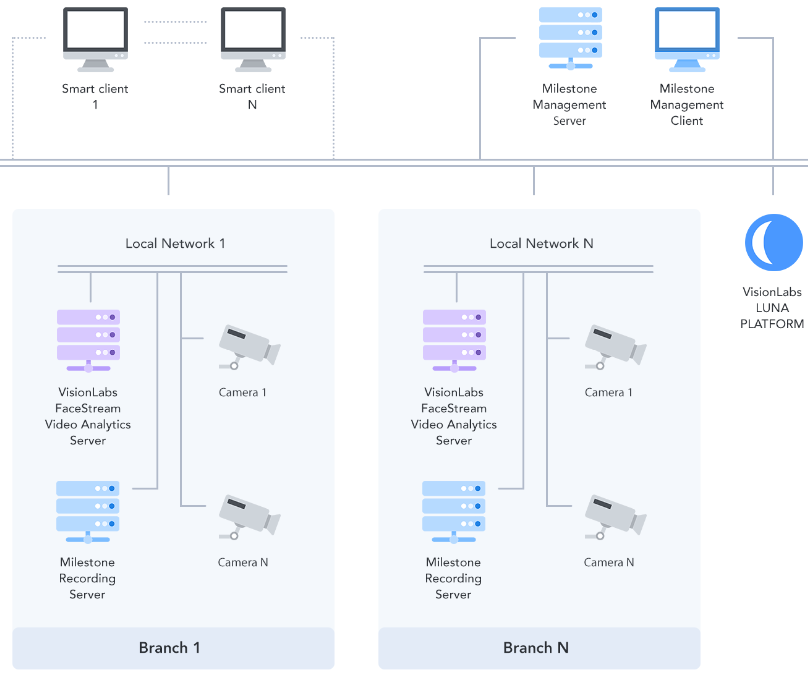 Smart client
1
Smart client
N
Milestone
Management
Server
Milestone
Management
Client
Local Network 1
VisionLabs
FaceStream
Video Analytics
Server
Camera 1
Milestone
Recording
Server
Camera N
Branch 1
Local Network N
VisionLabs
FaceStream
Video Analytics
Server
Camera 1
Milestone
Recording
Server
Camera N
Branch N
VisionLabs
LUNA
PLATFORM